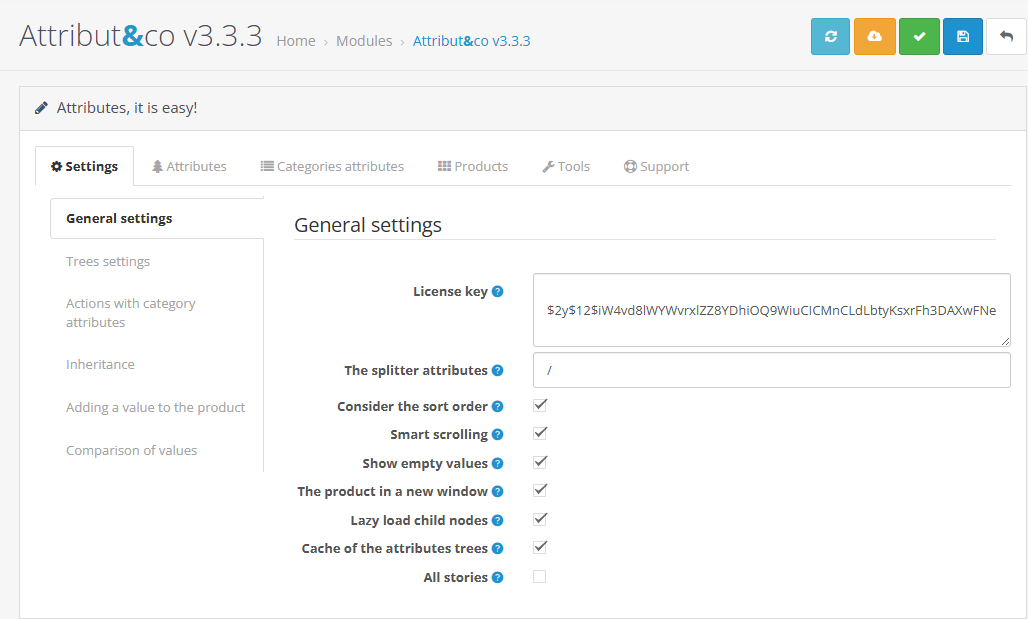 Attribut&co v3.3.3
Home › Modules › Attribut&co v3.3.3
Attributes, it is easy!
Settings Attributes Categories attributes Products Tools Support
General settings
Trees settings
Actions with category
attributes
Inheritance
Adding a value to the product
Comparison of values
General settings
License key ?
$2y$12$iW4vd8lWYWvrxlZZ8YDhiOQ9WiuCICMnCLdLbtyKsxrFh3DAXwFNe
The splitter attributes ?
/
Consider the sort order ?
Smart scrolling ?
Show empty values ?
The product in a new window ?
Lazy load child nodes ?
Cache of the attributes trees ?
All stories ?